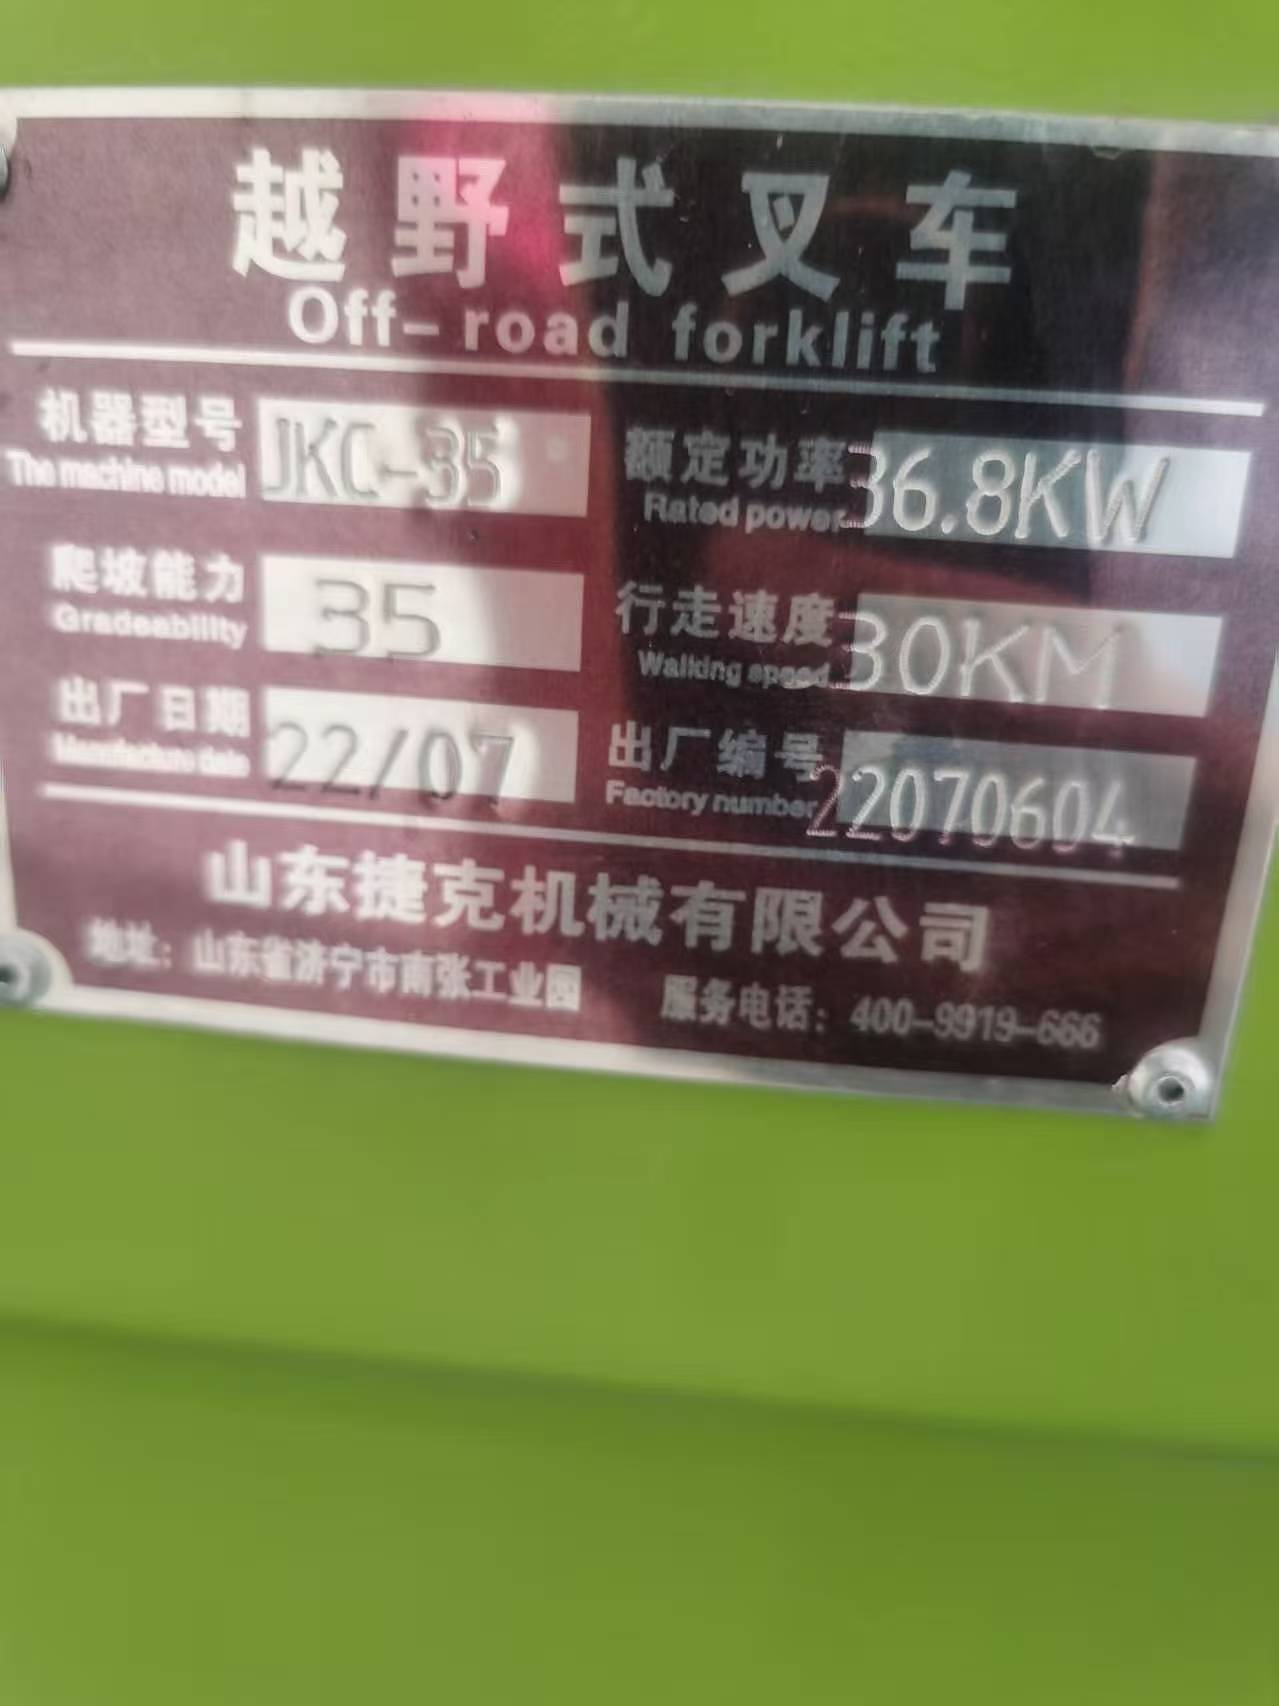 越野式叉车
Off-road forklift
机器型号 JKC-35 额定功率 36.8KW
The machine model Rated power
爬坡能力 35 行走速度 30KM
Gradeability Walking speed
出厂日期 22/07 出厂编号 22070604
Manufacture date Factory number
山东捷克机械有限公司
地址：山东省济宁市南张工业园 服务电话：400-9919-666